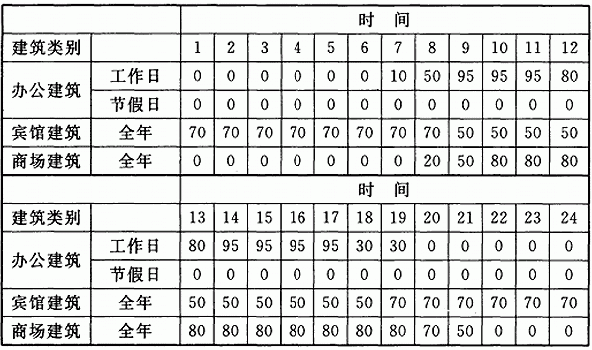 时 间
建筑类别 1 2 3 4 5 6 7 8 9 10 11 12
办公建筑 工作日 0 0 0 0 0 0 10 50 95 95 95 80
节假日 0 0 0 0 0 0 0 0 0 0 0 0
宾馆建筑 全年 70 70 70 70 70 70 70 70 50 50 50 50
商场建筑 全年 0 0 0 0 0 0 0 20 50 80 80 80
时 间
建筑类别 13 14 15 16 17 18 19 20 21 22 23 24
办公建筑 工作日 80 95 95 95 95 30 30 0 0 0 0 0
节假日 0 0 0 0 0 0 0 0 0 0 0 0
宾馆建筑 全年 50 50 50 50 50 50 70 70 70 70 70 70
商场建筑 全年 80 80 80 80 80 80 80 70 50 0 0 0